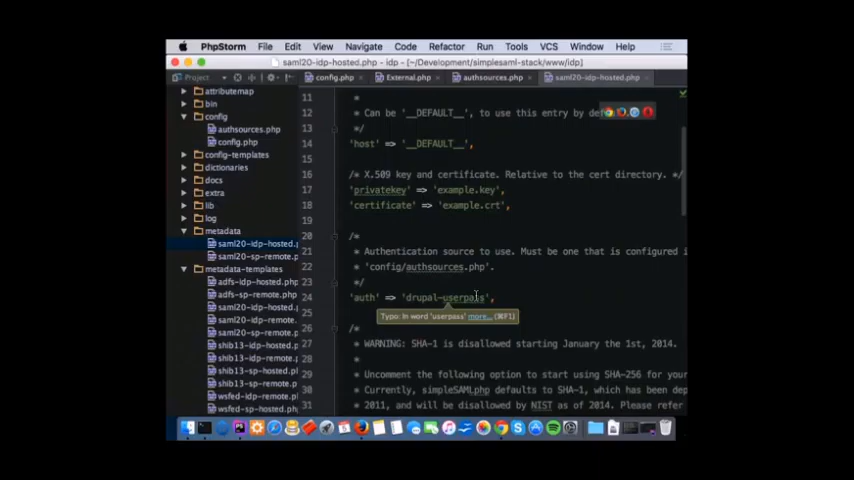 PhpStorm File Edit View Navigate Code Refactor Run Tools VCS Window Help
saml20-idp-hosted.php - idp - [~/Development/simplesaml-stack/www/idp]
Project
config.php External.php authsources.php saml20-idp-hosted.php
attributemap
bin
config
authsources.php
config.php
config-templates
dictionaries
docs
extra
lib
log
metadata
saml20-idp-hosted.p
saml20-sp-remote.p
metadata-templates
adfs-idp-hosted.php
adfs-sp-remote.php
saml20-idp-hosted.p
saml20-idp-remote.
saml20-sp-remote.p
shib13-idp-hosted.p
shib13-idp-remote.p
shib13-sp-hosted.p
shib13-sp-remote.p
wsfed-idp-remote.p
wsfed-sp-hosted.ph
11 *
12 * Can be '__DEFAULT__', to use this entry by def
13 */
14 'host' => '__DEFAULT__',
15
16 /* X.509 key and certificate. Relative to the cert directory. */
17 'privatekey' => 'example.key',
18 'certificate' => 'example.crt',
19
20 /*
21 * Authentication source to use. Must be one that is configured i
22 * 'config/authsources.php'.
23 */
24 'auth' => 'drupal-userpass',
25
Typo: In word 'userpass' more... (⌘F1)
26 /*
27 * WARNING: SHA-1 is disallowed starting January the 1st, 2014.
28 *
29 * Uncomment the following option to start using SHA-256 for your
30 * Currently, simpleSAMLphp defaults to SHA-1, which has been dep
31 * 2011, and will be disallowed by NIST as of 2014. Please refer